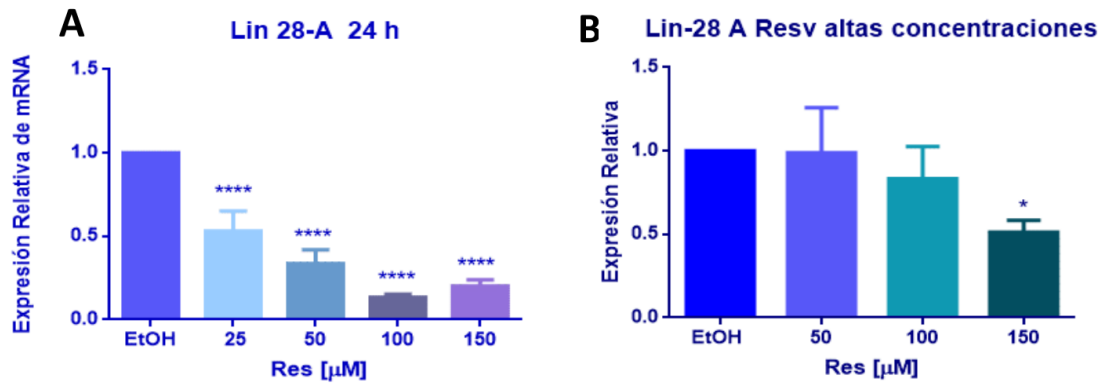 A
Lin 28-A 24 h
Expresión Relativa de mRNA
1.5
1.0
0.5
0.0
****
****
****
****
EtOH 25 50 100 150
Res [μM]
B
Lin-28 A Resv altas concentraciones
Expresión Relativa
1.5
1.0
0.5
0.0
*
EtOH 50 100 150
Res [μM]